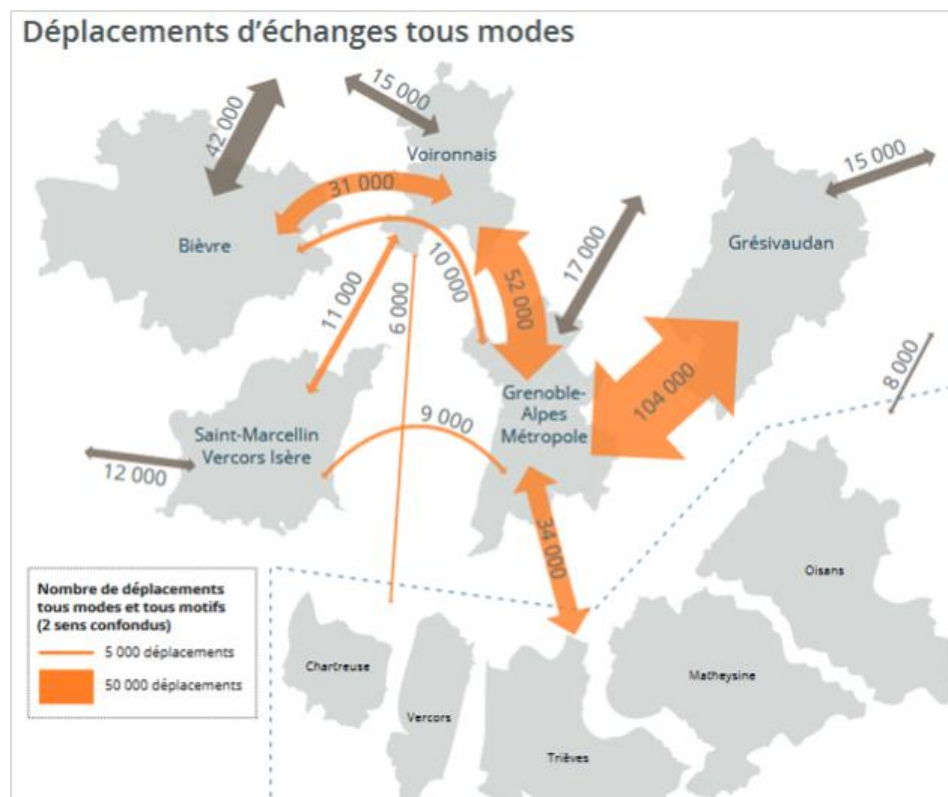 Déplacements d'échanges tous modes
42 000
15 000
Voironnais
15 000
31 000
Bièvre
Grésivaudan
10 000
17 000
52 000
11 000
6 000
8 000
104 000
Grenoble-
Alpes
Métropole
9 000
Saint-Marcellin
Vercors Isère
12 000
34 000
Oisans
Nombre de déplacements
tous modes et tous motifs
(2 sens confondus)
5 000 déplacements
50 000 déplacements
Chartreuse
Matheysine
Vercors
Trièves